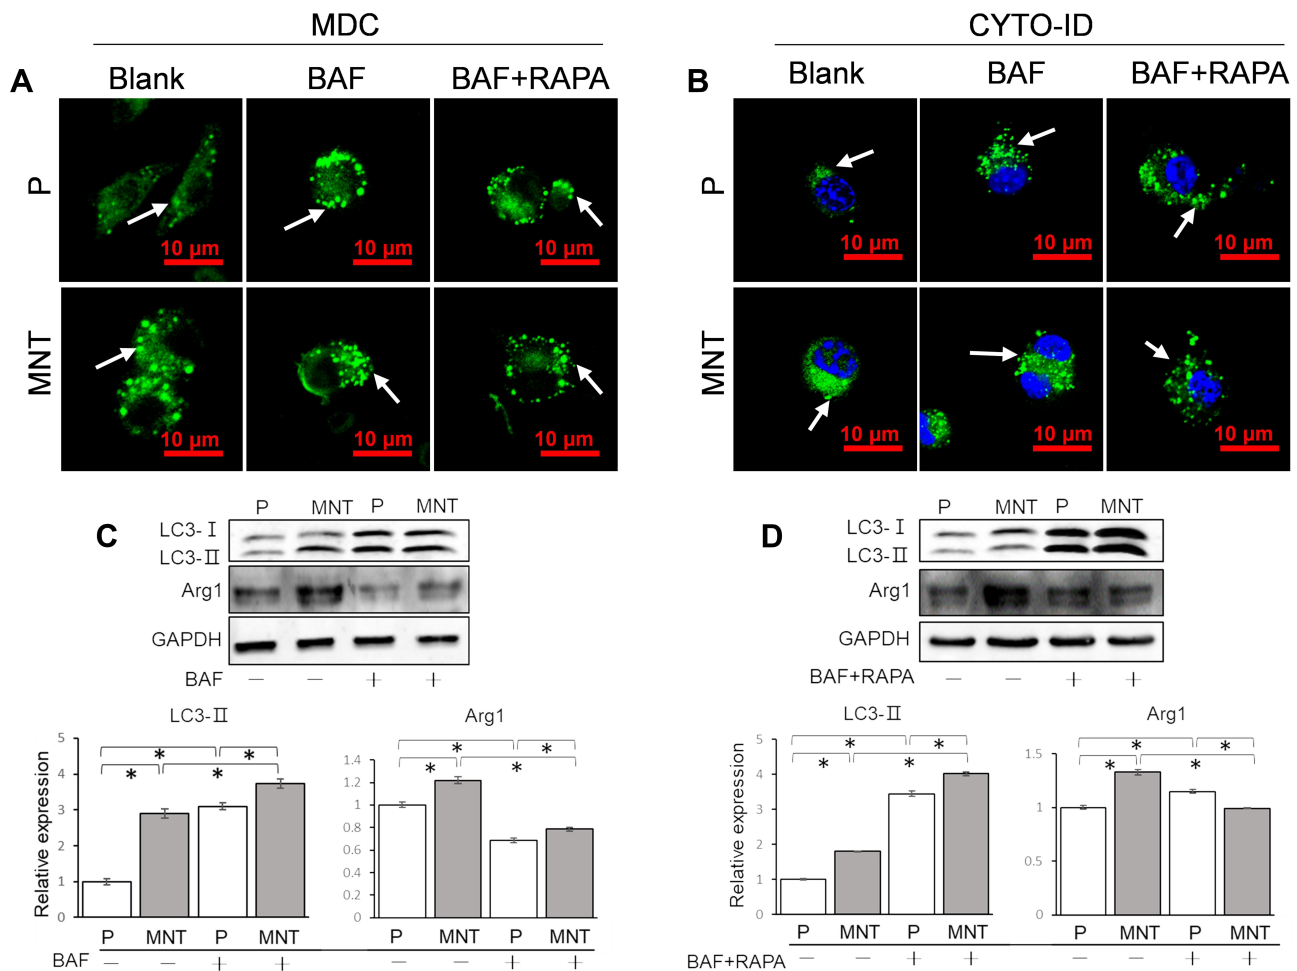 MDC
CYTO-ID
A
Blank BAF BAF+RAPA
B
Blank BAF BAF+RAPA
P
10 μm 10 μm 10 μm
P
10 μm 10 μm 10 μm
MNT
10 μm 10 μm 10 μm
MNT
10 μm 10 μm 10 μm
C
P MNT P MNT
LC3-Ⅰ
LC3-Ⅱ
Arg1
GAPDH
BAF — — + +
D
P MNT P MNT
LC3-Ⅰ
LC3-Ⅱ
Arg1
GAPDH
BAF+RAPA — — + +
LC3-Ⅱ
Relative expression
5
4
3
2
1
0
* * * *
P MNT P MNT
Arg1
1.4
1.2
1
0.8
0.6
0.4
0.2
0
* * * *
P MNT P MNT
BAF — — + + — — + +
LC3-Ⅱ
Relative expression
5
4
3
2
1
0
* * * *
P MNT P MNT
Arg1
1.5
1
0.5
0
* * * *
P MNT P MNT
BAF+RAPA — — + + — — + +